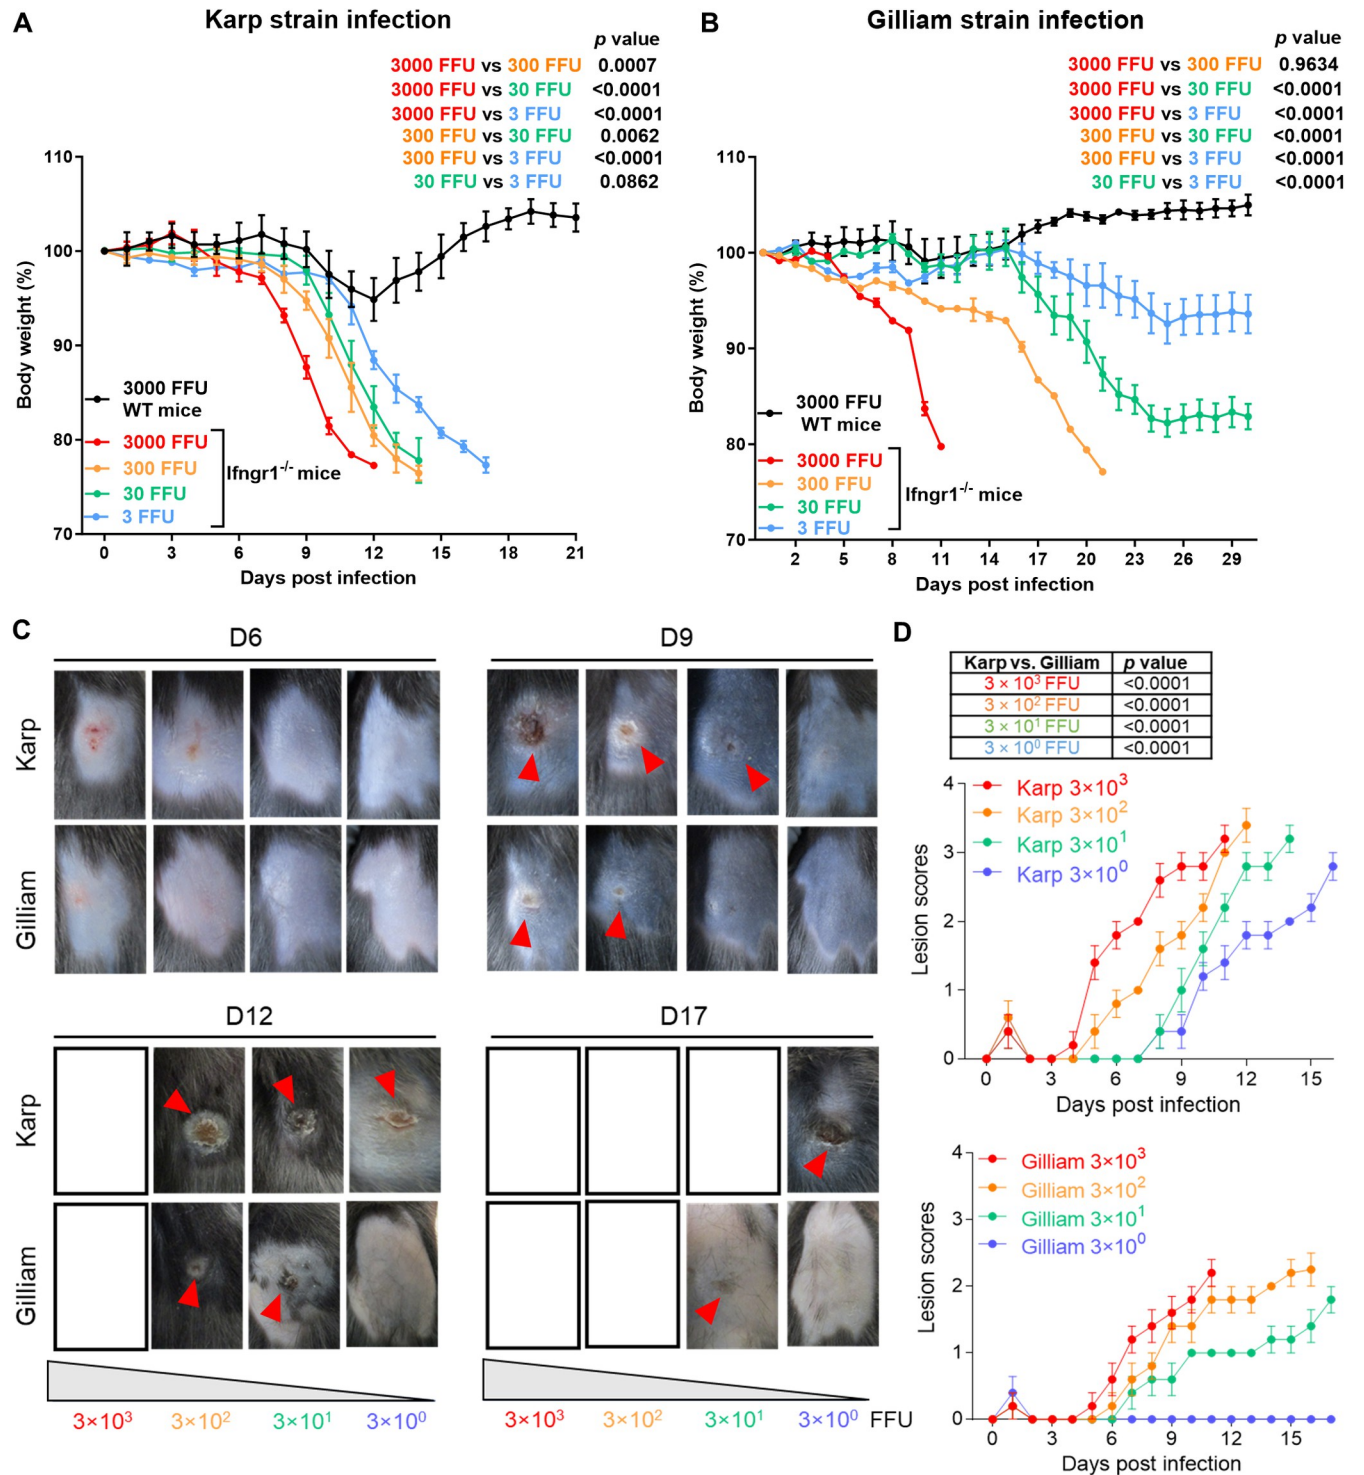 A
Karp strain infection
p value
3000 FFU vs 300 FFU 0.0007
3000 FFU vs 30 FFU <0.0001
3000 FFU vs 3 FFU <0.0001
300 FFU vs 30 FFU 0.0062
300 FFU vs 3 FFU <0.0001
30 FFU vs 3 FFU 0.0862
110
100
90
80
70
Body weight (%)
3000 FFU
WT mice
3000 FFU
300 FFU
30 FFU
3 FFU
Ifngr1-/- mice
0 3 6 9 12 15 18 21
Days post infection
B
Gilliam strain infection
p value
3000 FFU vs 300 FFU 0.9634
3000 FFU vs 30 FFU <0.0001
3000 FFU vs 3 FFU <0.0001
300 FFU vs 30 FFU <0.0001
300 FFU vs 3 FFU <0.0001
30 FFU vs 3 FFU <0.0001
110
100
90
80
70
Body weight (%)
3000 FFU
WT mice
3000 FFU
300 FFU
30 FFU
3 FFU
Ifngr1-/- mice
2 5 8 11 14 17 20 23 26 29
Days post infection
C
D6
D9
Karp
Gilliam
D12
D17
Karp
Gilliam
3×10³ 3×10² 3×10¹ 3×10⁰
3×10³ 3×10² 3×10¹ 3×10⁰ FFU
D
Karp vs. Gilliam p value
3 × 10³ FFU <0.0001
3 × 10² FFU <0.0001
3 × 10¹ FFU <0.0001
3 × 10⁰ FFU <0.0001
4
3
2
1
0
Lesion scores
Karp 3×10³
Karp 3×10²
Karp 3×10¹
Karp 3×10⁰
0 3 6 9 12 15
Days post infection
4
3
2
1
0
Lesion scores
Gilliam 3×10³
Gilliam 3×10²
Gilliam 3×10¹
Gilliam 3×10⁰
0 3 6 9 12 15
Days post infection